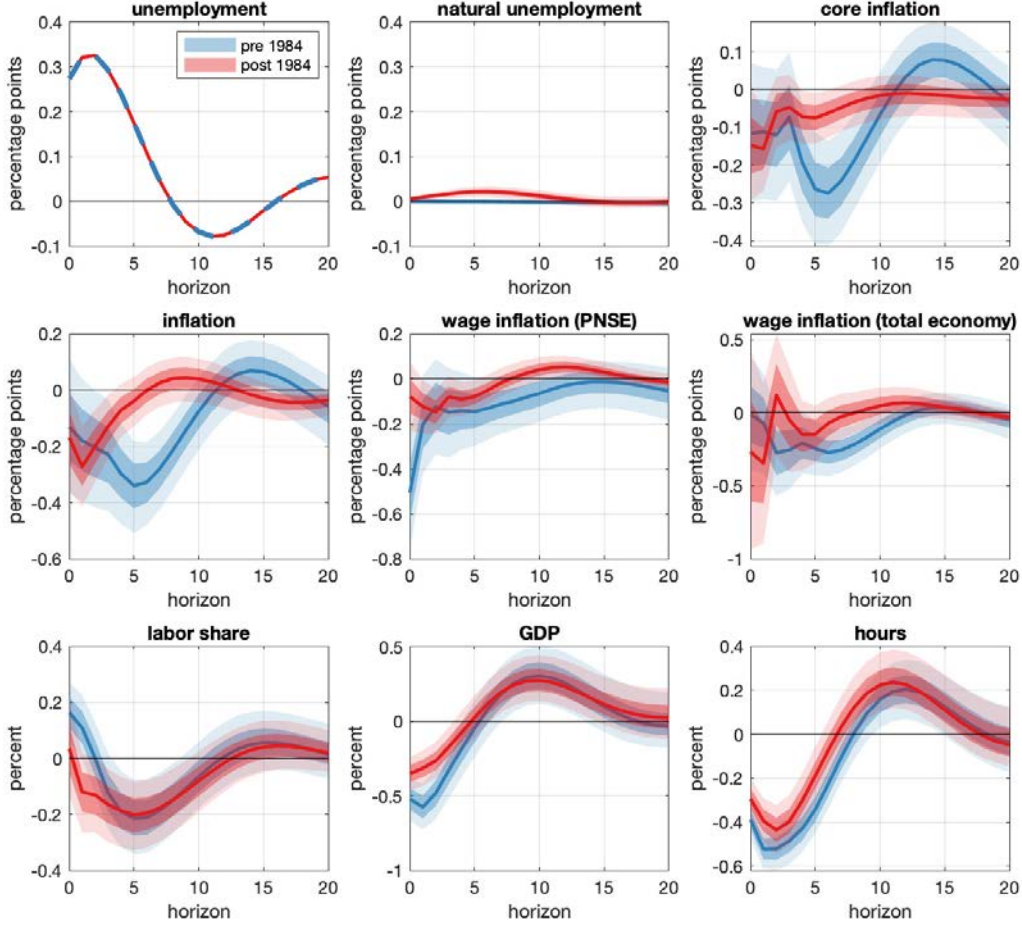 unemployment
0.4
0.3
0.2
0.1
0
-0.1
percentage points
pre 1984
post 1984
0 5 10 15 20
horizon
natural unemployment
0.4
0.3
0.2
0.1
0
-0.1
percentage points
0 5 10 15 20
horizon
core inflation
0.1
0
-0.1
-0.2
-0.3
-0.4
percentage points
0 5 10 15 20
horizon
inflation
0.2
0
-0.2
-0.4
-0.6
percentage points
0 5 10 15 20
horizon
wage inflation (PNSE)
0.2
0
-0.2
-0.4
-0.6
-0.8
percentage points
0 5 10 15 20
horizon
wage inflation (total economy)
0.5
0
-0.5
-1
percentage points
0 5 10 15 20
horizon
labor share
0.4
0.2
0
-0.2
-0.4
percent
0 5 10 15 20
horizon
GDP
0.5
0
-0.5
-1
percent
0 5 10 15 20
horizon
hours
0.4
0.2
0
-0.2
-0.4
-0.6
percent
0 5 10 15 20
horizon